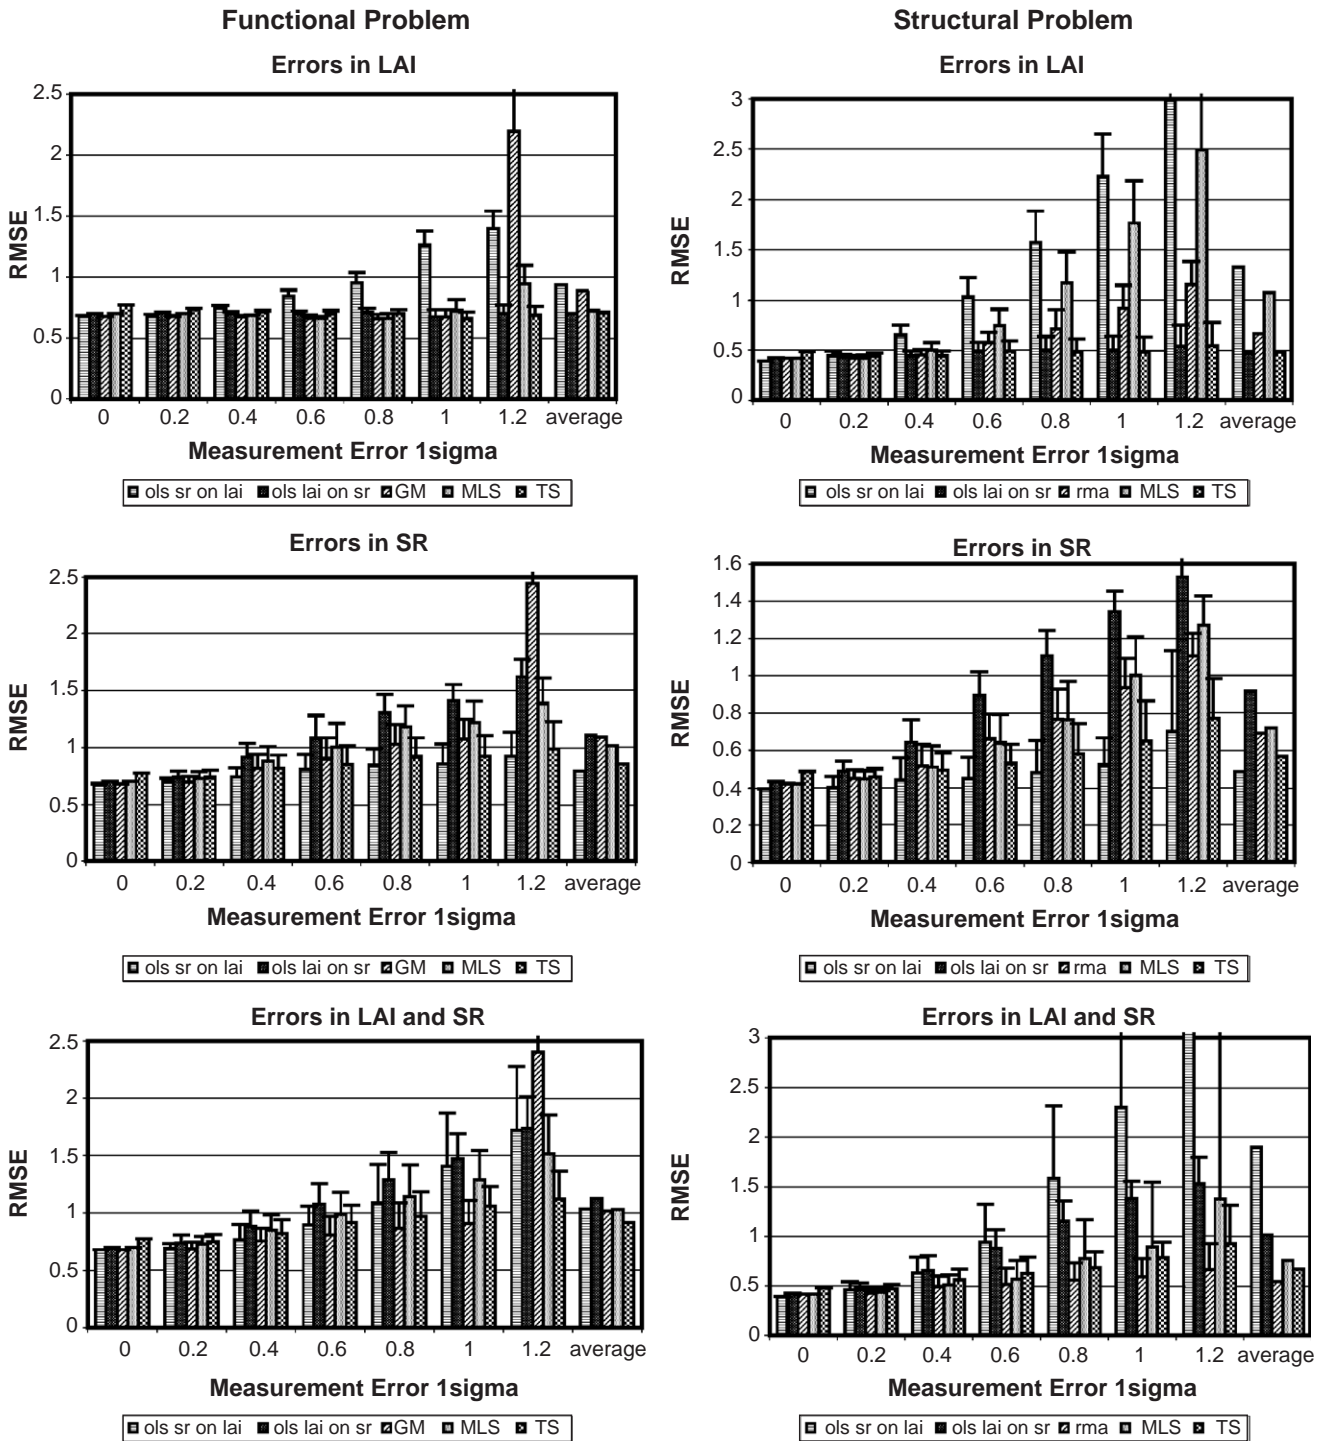 Functional Problem
Structural Problem
Errors in LAI
2.5
2
1.5
1
0.5
0
RMSE
0 0.2 0.4 0.6 0.8 1 1.2 average
Measurement Error 1sigma
ols sr on lai ols lai on sr GM MLS TS
Errors in LAI
3
2.5
2
1.5
1
0.5
0
RMSE
0 0.2 0.4 0.6 0.8 1 1.2 average
Measurement Error 1sigma
ols sr on lai ols lai on sr rma MLS TS
Errors in SR
2.5
2
1.5
1
0.5
0
RMSE
0 0.2 0.4 0.6 0.8 1 1.2 average
Measurement Error 1sigma
ols sr on lai ols lai on sr GM MLS TS
Errors in SR
1.6
1.4
1.2
1
0.8
0.6
0.4
0.2
0
RMSE
0 0.2 0.4 0.6 0.8 1 1.2 average
Measurement Error 1sigma
ols sr on lai ols lai on sr rma MLS TS
Errors in LAI and SR
2.5
2
1.5
1
0.5
0
RMSE
0 0.2 0.4 0.6 0.8 1 1.2 average
Measurement Error 1sigma
ols sr on lai ols lai on sr GM MLS TS
Errors in LAI and SR
3
2.5
2
1.5
1
0.5
0
RMSE
0 0.2 0.4 0.6 0.8 1 1.2 average
Measurement Error 1sigma
ols sr on lai ols lai on sr rma MLS TS